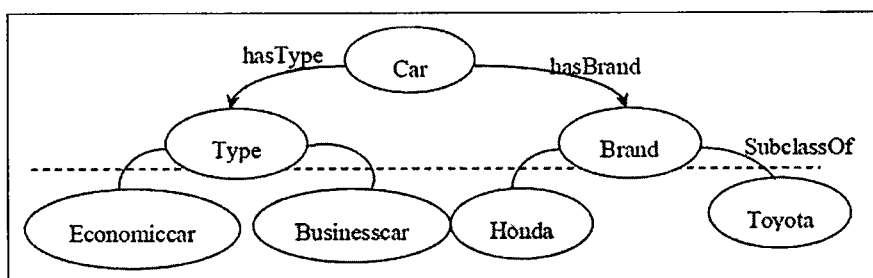 hasType
Car
hasBrand
Type
Brand
SubclassOf
Economiccar
Businesscar
Honda
Toyota